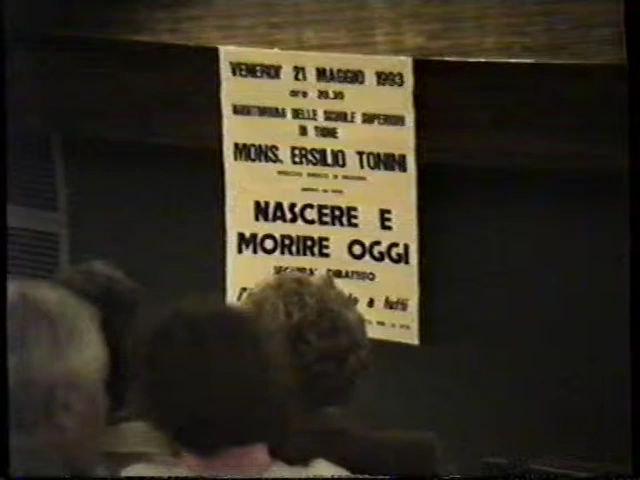 VENERDI' 21 MAGGIO 1993
ore 20.30
AUDITORIUM DELLE SCUOLE SUPERIORI
DI TIONE
MONS. ERSILIO TONINI
NASCERE E
MORIRE OGGI
SEGUIRA' DIBATTITO
a tutti